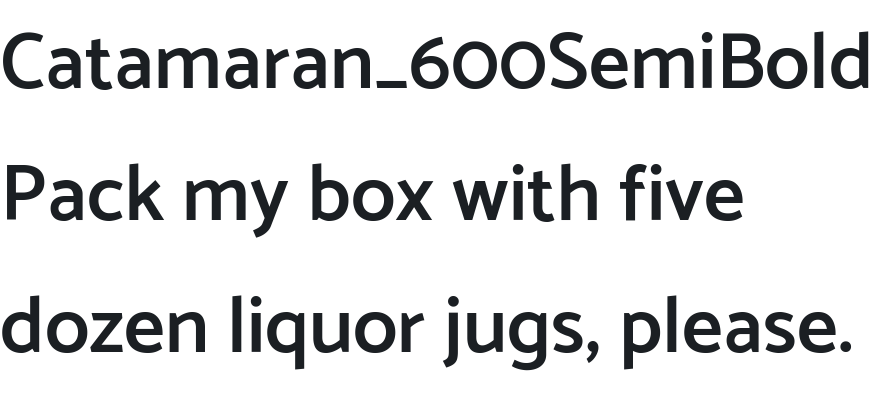 Catamaran_600SemiBold
Pack my box with five
dozen liquor jugs, please.